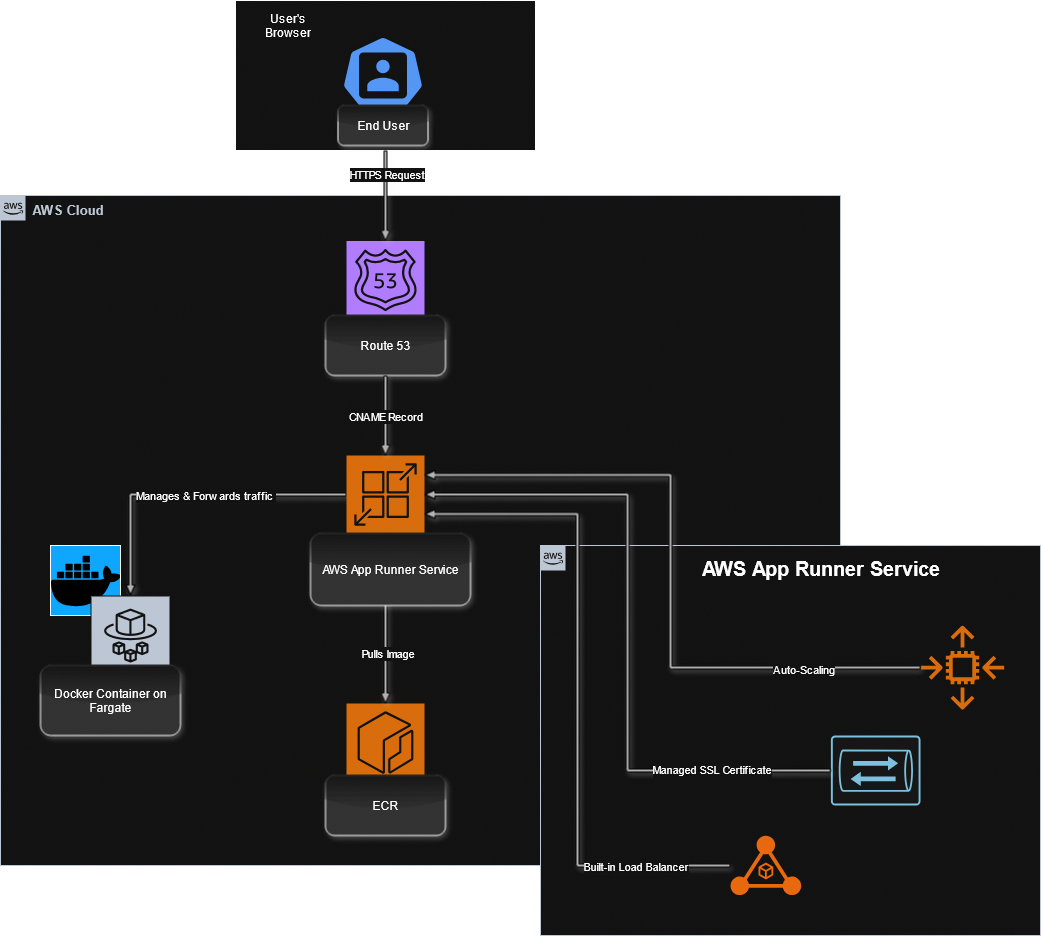 User's
Browser
End User
HTTPS Request
aws
AWS Cloud
53
Route 53
CNAME Record
Manages & Forwards traffic
AWS App Runner Service
aws
AWS App Runner Service
Pulls Image
Auto-Scaling
Docker Container on
Fargate
Managed SSL Certificate
ECR
Built-in Load Balancer